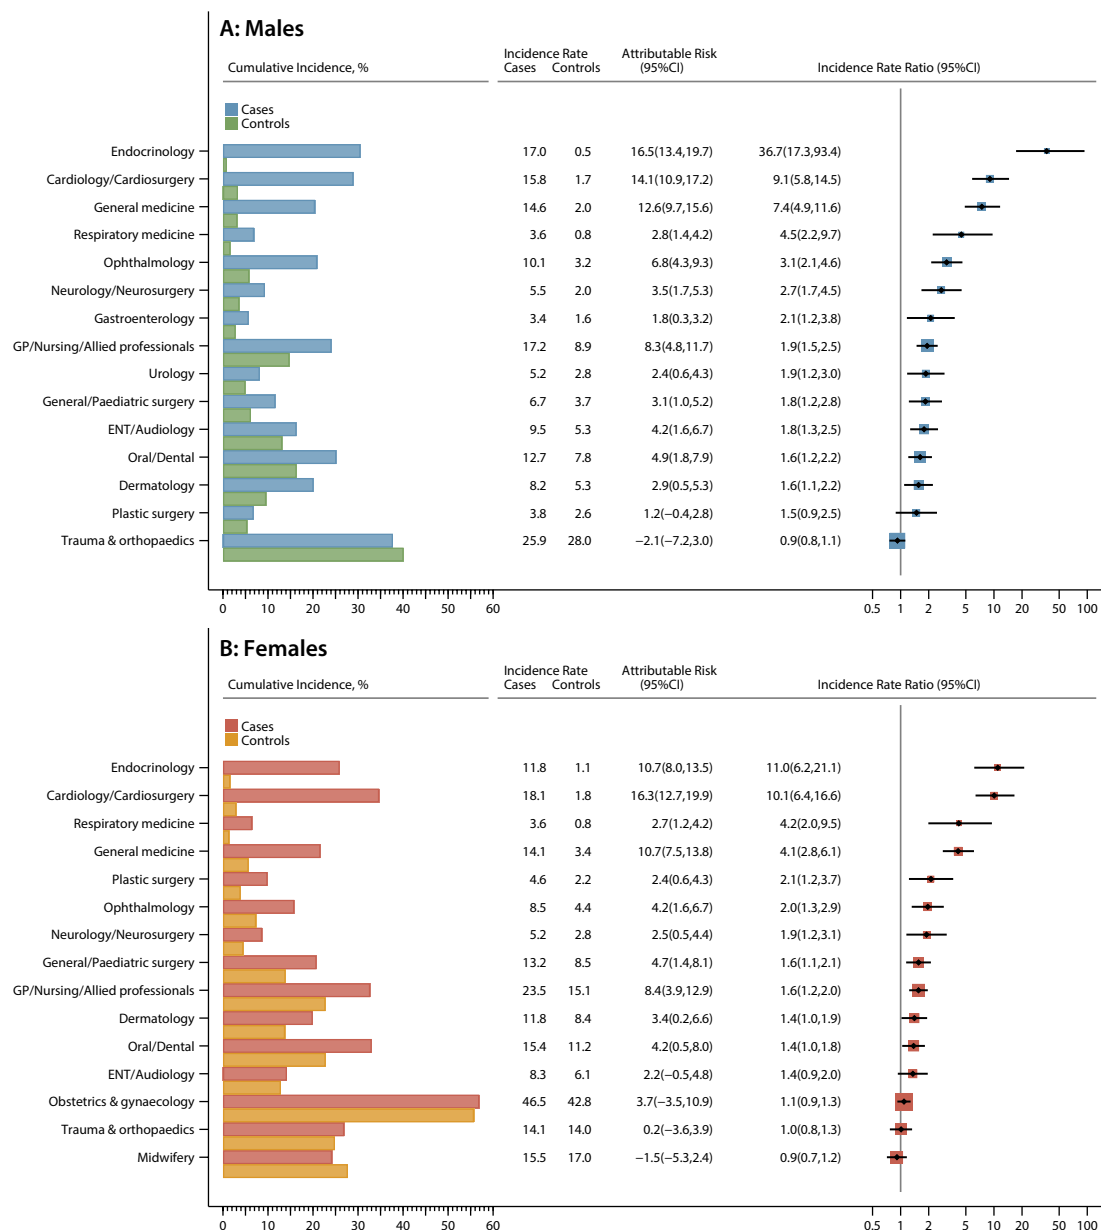 A: Males
Incidence Rate Attributable Risk
Cumulative Incidence, % Cases Controls (95%CI) Incidence Rate Ratio (95%CI)
Cases
Controls
Endocrinology 17.0 0.5 16.5(13.4,19.7) 36.7(17.3,93.4)
Cardiology/Cardiosurgery 15.8 1.7 14.1(10.9,17.2) 9.1(5.8,14.5)
General medicine 14.6 2.0 12.6(9.7,15.6) 7.4(4.9,11.6)
Respiratory medicine 3.6 0.8 2.8(1.4,4.2) 4.5(2.2,9.7)
Ophthalmology 10.1 3.2 6.8(4.3,9.3) 3.1(2.1,4.6)
Neurology/Neurosurgery 5.5 2.0 3.5(1.7,5.3) 2.7(1.7,4.5)
Gastroenterology 3.4 1.6 1.8(0.3,3.2) 2.1(1.2,3.8)
GP/Nursing/Allied professionals 17.2 8.9 8.3(4.8,11.7) 1.9(1.5,2.5)
Urology 5.2 2.8 2.4(0.6,4.3) 1.9(1.2,3.0)
General/Paediatric surgery 6.7 3.7 3.1(1.0,5.2) 1.8(1.2,2.8)
ENT/Audiology 9.5 5.3 4.2(1.6,6.7) 1.8(1.3,2.5)
Oral/Dental 12.7 7.8 4.9(1.8,7.9) 1.6(1.2,2.2)
Dermatology 8.2 5.3 2.9(0.5,5.3) 1.6(1.1,2.2)
Plastic surgery 3.8 2.6 1.2(−0.4,2.8) 1.5(0.9,2.5)
Trauma & orthopaedics 25.9 28.0 −2.1(−7.2,3.0) 0.9(0.8,1.1)
0 10 20 30 40 50 60 0.5 1 2 5 10 20 50 100
B: Females
Incidence Rate Attributable Risk
Cumulative Incidence, % Cases Controls (95%CI) Incidence Rate Ratio (95%CI)
Cases
Controls
Endocrinology 11.8 1.1 10.7(8.0,13.5) 11.0(6.2,21.1)
Cardiology/Cardiosurgery 18.1 1.8 16.3(12.7,19.9) 10.1(6.4,16.6)
Respiratory medicine 3.6 0.8 2.7(1.2,4.2) 4.2(2.0,9.5)
General medicine 14.1 3.4 10.7(7.5,13.8) 4.1(2.8,6.1)
Plastic surgery 4.6 2.2 2.4(0.6,4.3) 2.1(1.2,3.7)
Ophthalmology 8.5 4.4 4.2(1.6,6.7) 2.0(1.3,2.9)
Neurology/Neurosurgery 5.2 2.8 2.5(0.5,4.4) 1.9(1.2,3.1)
General/Paediatric surgery 13.2 8.5 4.7(1.4,8.1) 1.6(1.1,2.1)
GP/Nursing/Allied professionals 23.5 15.1 8.4(3.9,12.9) 1.6(1.2,2.0)
Dermatology 11.8 8.4 3.4(0.2,6.6) 1.4(1.0,1.9)
Oral/Dental 15.4 11.2 4.2(0.5,8.0) 1.4(1.0,1.8)
ENT/Audiology 8.3 6.1 2.2(−0.5,4.8) 1.4(0.9,2.0)
Obstetrics & gynaecology 46.5 42.8 3.7(−3.5,10.9) 1.1(0.9,1.3)
Trauma & orthopaedics 14.1 14.0 0.2(−3.6,3.9) 1.0(0.8,1.3)
Midwifery 15.5 17.0 −1.5(−5.3,2.4) 0.9(0.7,1.2)
0 10 20 30 40 50 60 0.5 1 2 5 10 20 50 100